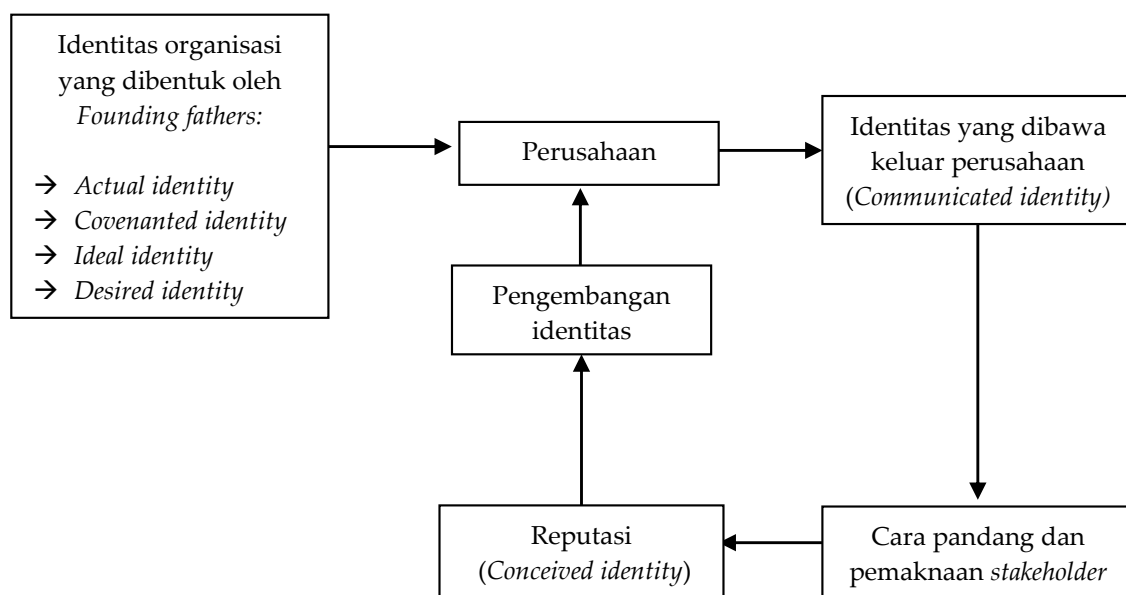 Identitas organisasi
yang dibentuk oleh
Founding fathers:
→ Actual identity
→ Covenanted identity
→ Ideal identity
→ Desired identity
Perusahaan
Identitas yang dibawa
keluar perusahaan
(Communicated identity)
Pengembangan
identitas
Reputasi
(Conceived identity)
Cara pandang dan
pemaknaan stakeholder